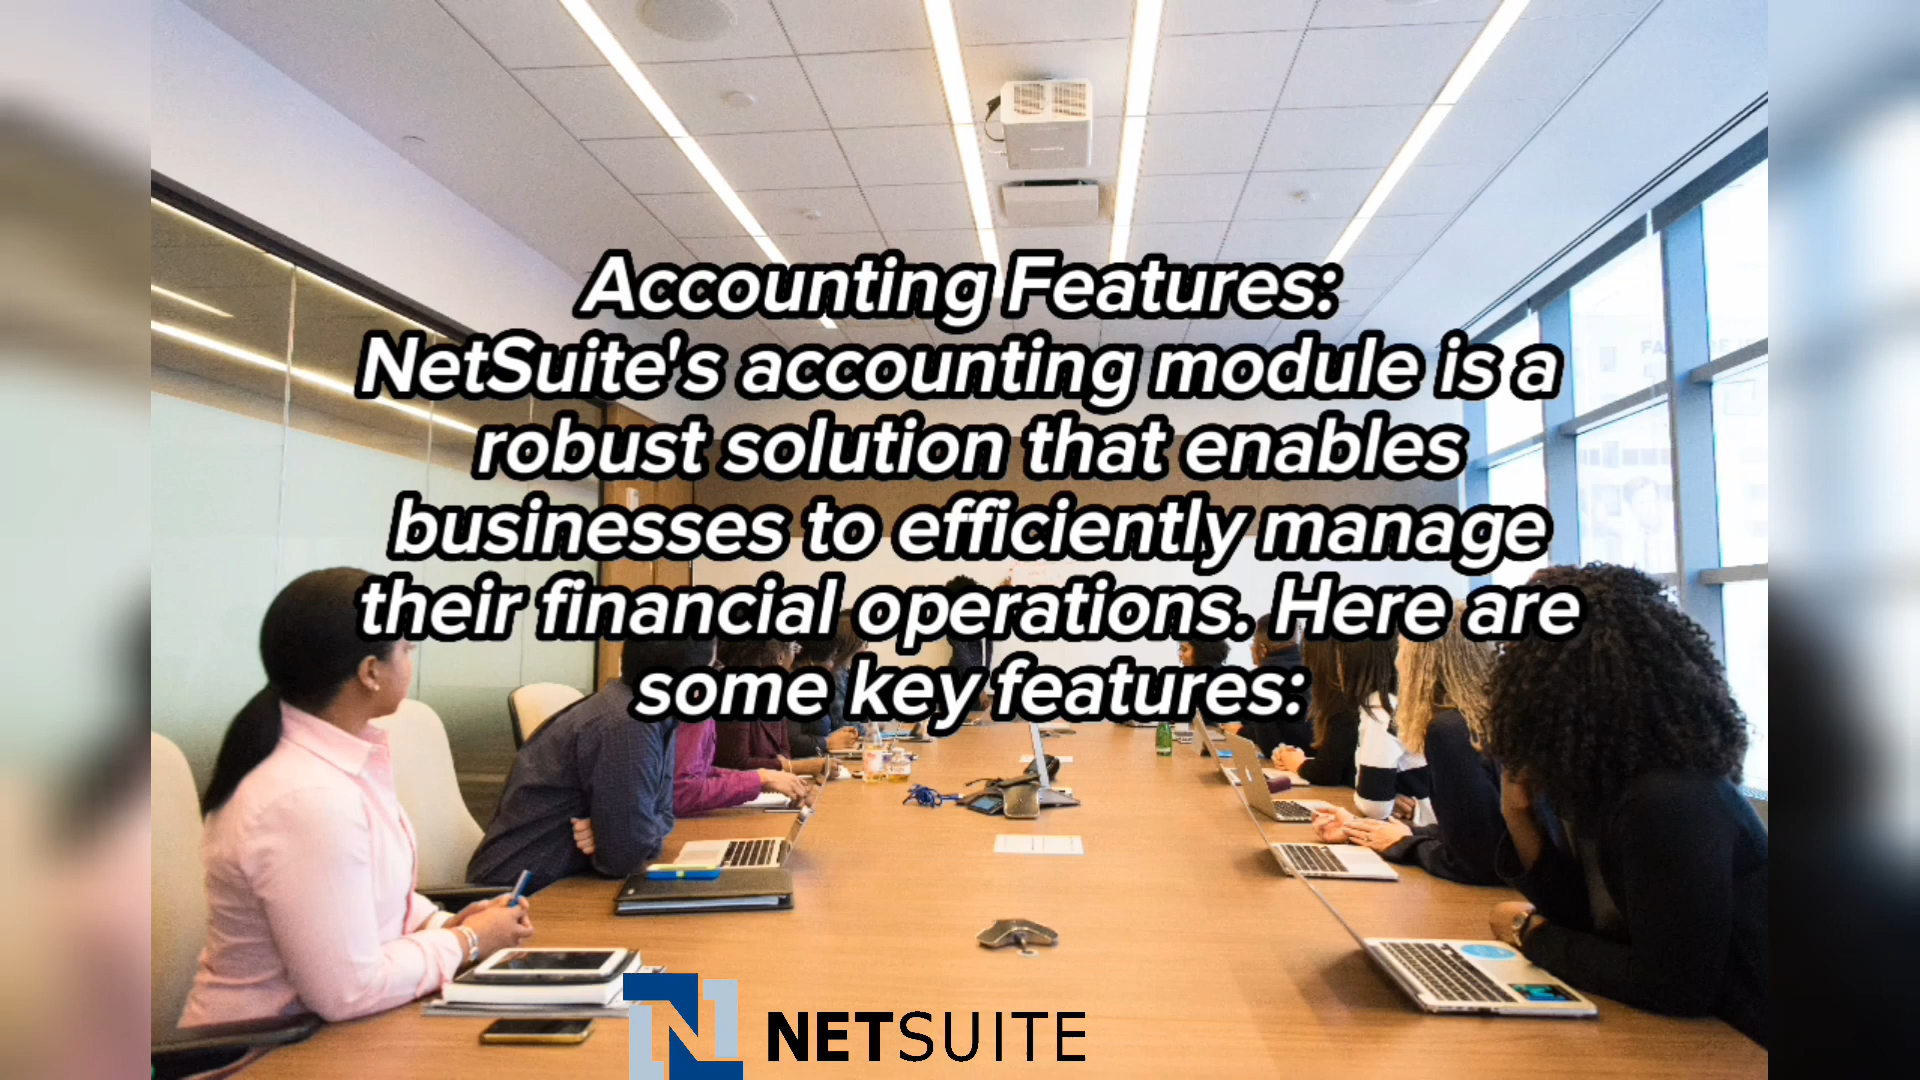 Accounting Features:
NetSuite's accounting module is a
robust solution that enables
businesses to efficiently manage
their financial operations. Here are
some key features:
NETSUITE